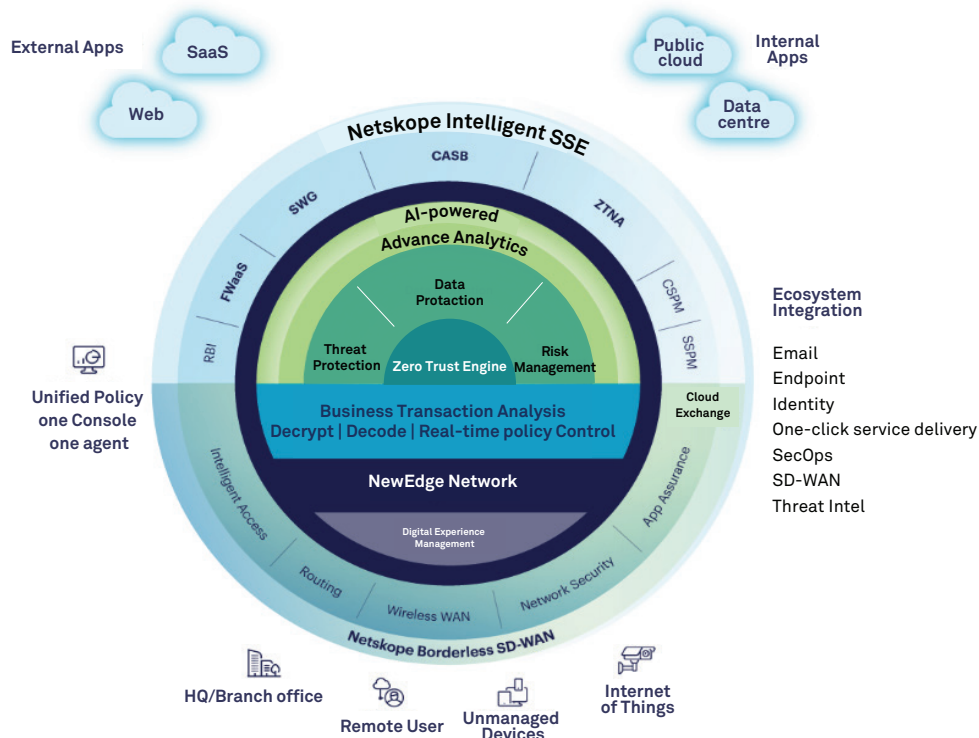 External Apps
SaaS
Web
Public
cloud
Internal
Apps
Data
centre
Netskope Intelligent SSE
CASB
SWG
ZTNA
FWaaS
CSPM
RBI
SSPM
AI-powered
Advance Analytics
Data
Protaction
Threat
Protection
Zero Trust Engine
Risk
Management
Business Transaction Analysis
Decrypt | Decode | Real-time policy Control
NewEdge Network
Digital Experience
Management
Cloud
Exchange
Intelligent Access
Routing
Wireless WAN
Network Security
App Assurance
Netskope Borderless SD-WAN
Unified Policy
one Console
one agent
Ecosystem
Integration
Email
Endpoint
Identity
One-click service delivery
SecOps
SD-WAN
Threat Intel
HQ/Branch office
Remote User
Unmanaged
Devices
Internet
of Things